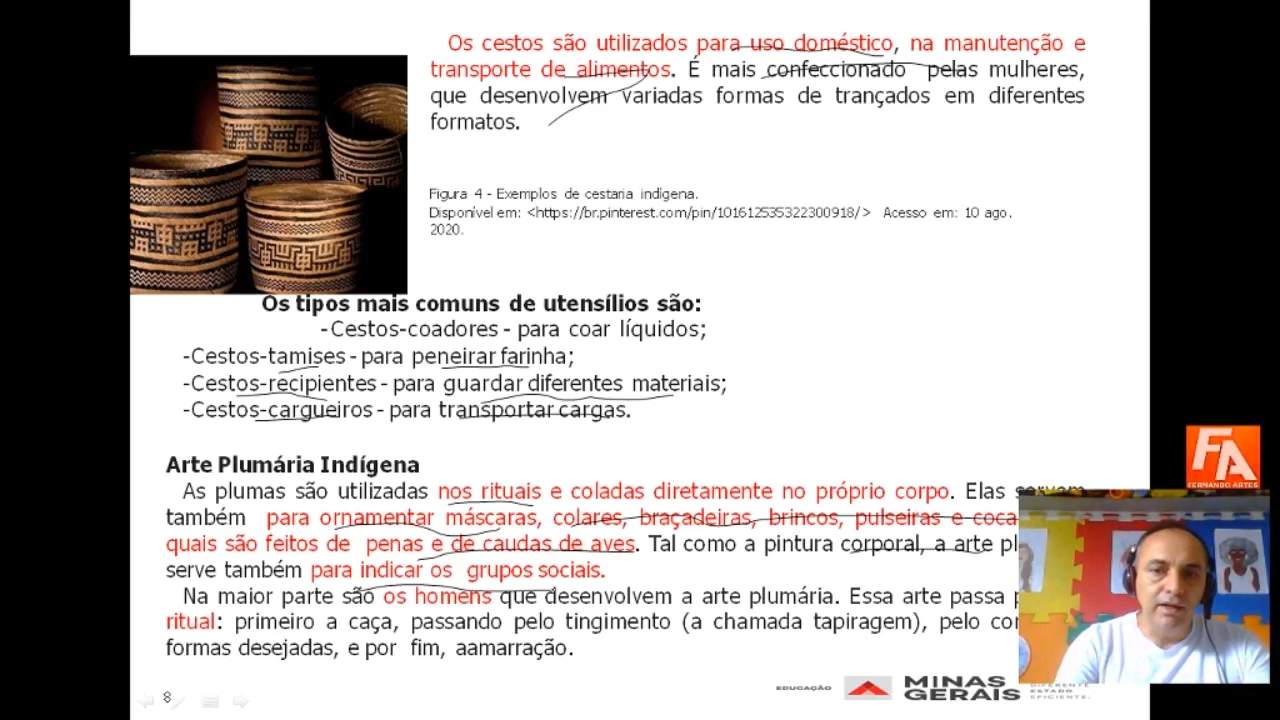 Os cestos são utilizados para uso doméstico, na manutenção e
transporte de alimentos. É mais confeccionado pelas mulheres,
que desenvolvem variadas formas de trançados em diferentes
formatos.
Figura 4 - Exemplos de cestaria indígena.
Disponível em: <https://br.pinterest.com/pin/101612535322300918/> Acesso em: 10 ago.
2020.
Os tipos mais comuns de utensílios são:
-Cestos-coadores - para coar líquidos;
-Cestos-tamises - para peneirar farinha;
-Cestos-recipientes - para guardar diferentes materiais;
-Cestos-cargueiros - para transportar cargas.
Arte Plumária Indígena
As plumas são utilizadas nos rituais e coladas diretamente no próprio corpo. Elas servem
também para ornamentar máscaras, colares, braçadeiras, brincos, pulseiras e coca
quais são feitos de penas e de caudas de aves. Tal como a pintura corporal, a arte pl
serve também para indicar os grupos sociais.
Na maior parte são os homens que desenvolvem a arte plumária. Essa arte passa p
ritual: primeiro a caça, passando pelo tingimento (a chamada tapiragem), pelo cor
formas desejadas, e por fim, aamarração.
8
EDUCAÇÃO
MINAS
GERAIS
DIFERENTE.
ESTADO
EFICIENTE.
FA
FERNANDO ARTES